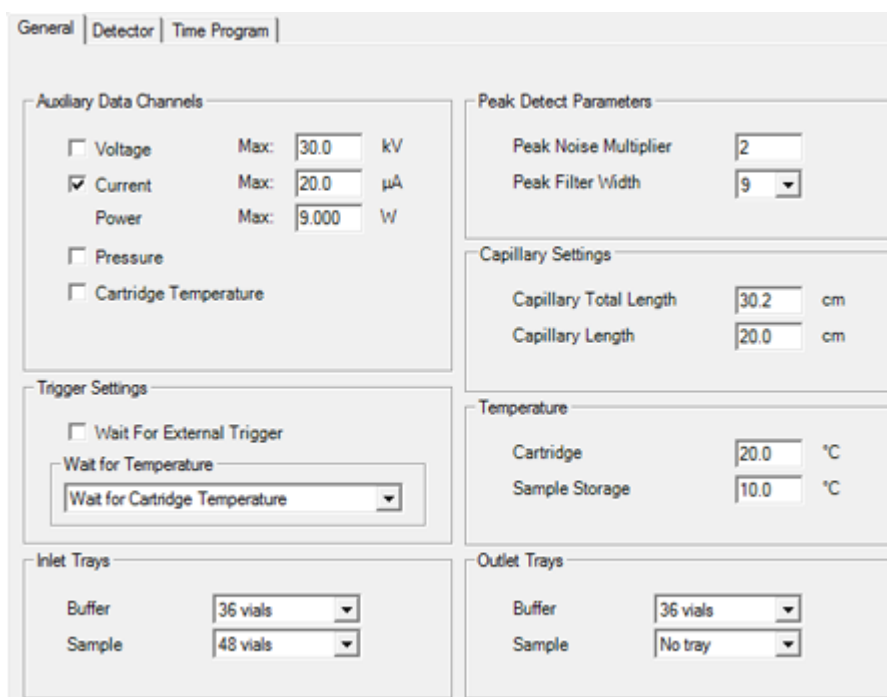 General Detector Time Program
Auxiliary Data Channels
Voltage Max: 30.0 kV
Current Max: 20.0 µA
Power Max: 9.000 W
Pressure
Cartridge Temperature
Peak Detect Parameters
Peak Noise Multiplier 2
Peak Filter Width 9
Capillary Settings
Capillary Total Length 30.2 cm
Capillary Length 20.0 cm
Trigger Settings
Wait For External Trigger
Wait for Temperature
Wait for Cartridge Temperature
Temperature
Cartridge 20.0 °C
Sample Storage 10.0 °C
Inlet Trays
Buffer 36 vials
Sample 48 vials
Outlet Trays
Buffer 36 vials
Sample No tray